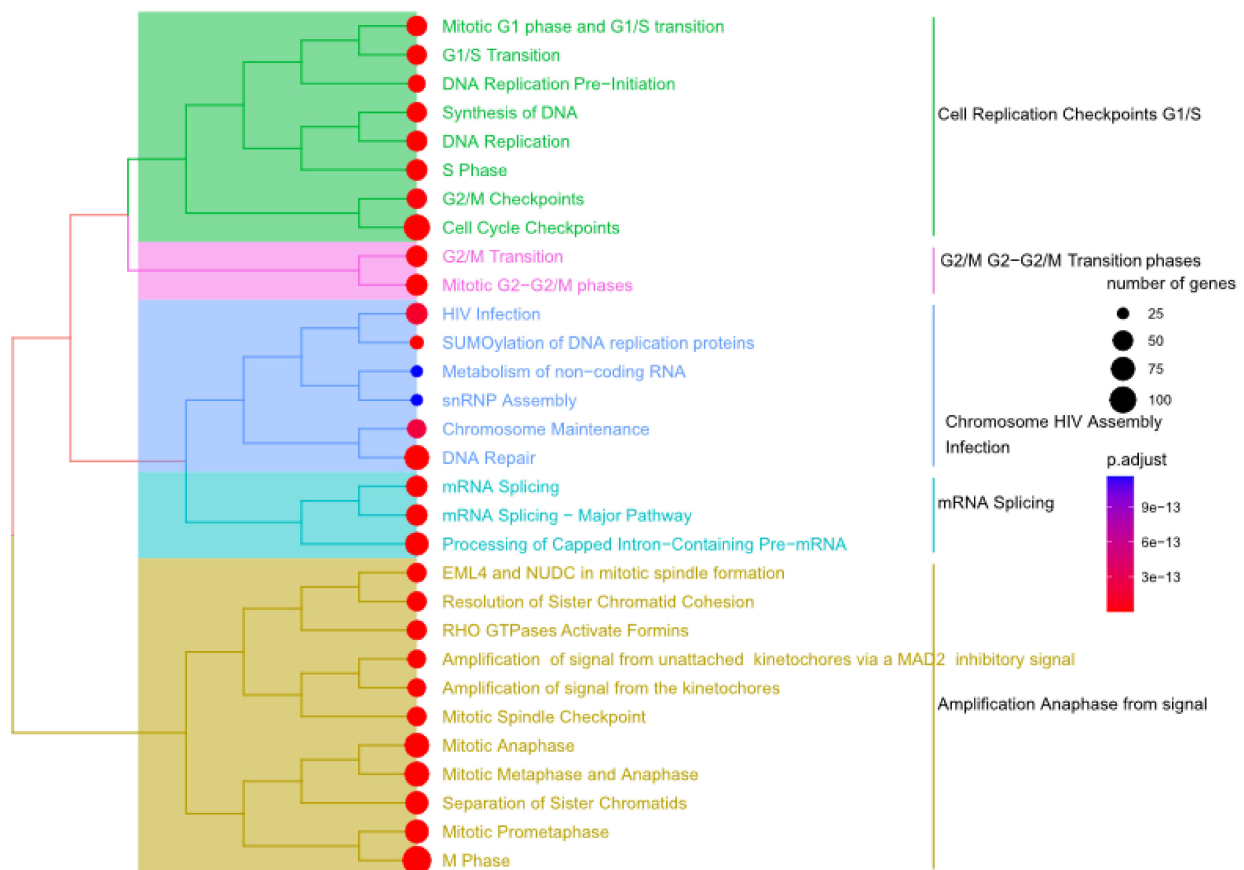 Mitotic G1 phase and G1/S transition
G1/S Transition
DNA Replication Pre−Initiation
Synthesis of DNA
DNA Replication
S Phase
G2/M Checkpoints
Cell Cycle Checkpoints
G2/M Transition
Mitotic G2−G2/M phases
HIV Infection
SUMOylation of DNA replication proteins
Metabolism of non−coding RNA
snRNP Assembly
Chromosome Maintenance
DNA Repair
mRNA Splicing
mRNA Splicing − Major Pathway
Processing of Capped Intron−Containing Pre−mRNA
EML4 and NUDC in mitotic spindle formation
Resolution of Sister Chromatid Cohesion
RHO GTPases Activate Formins
Amplification of signal from unattached kinetochores via a MAD2 inhibitory signal
Amplification of signal from the kinetochores
Mitotic Spindle Checkpoint
Mitotic Anaphase
Mitotic Metaphase and Anaphase
Separation of Sister Chromatids
Mitotic Prometaphase
M Phase
Cell Replication Checkpoints G1/S
G2/M G2−G2/M Transition phases
Chromosome HIV Assembly
Infection
mRNA Splicing
Amplification Anaphase from signal
number of genes
25
50
75
100
p.adjust
9e−13
6e−13
3e−13